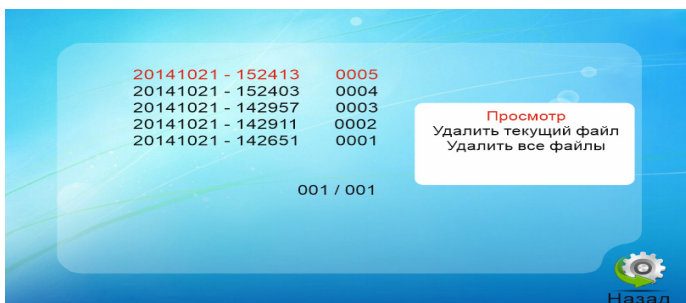 20141021 - 152413 0005
20141021 - 152403 0004
20141021 - 142957 0003
20141021 - 142911 0002
20141021 - 142651 0001
Просмотр
Удалить текущий файл
Удалить все файлы
001 / 001
Назад